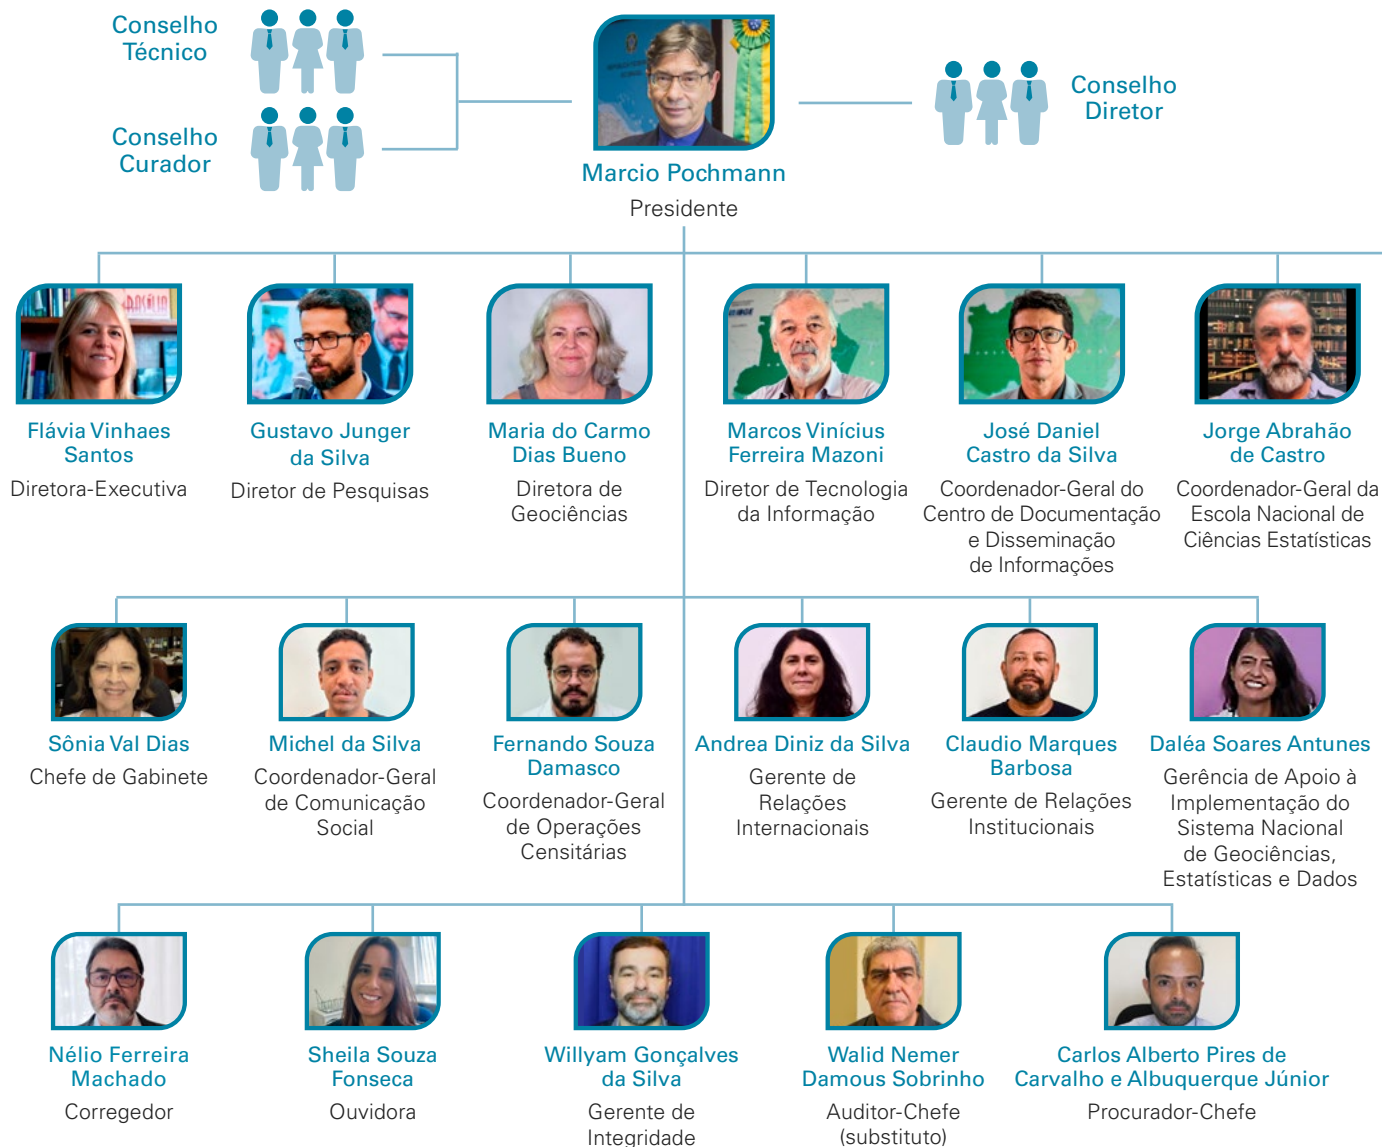 Conselho
Técnico
Conselho
Curador
Conselho
Diretor
Marcio Pochmann
Presidente
Flávia Vinhaes
Santos
Diretora-Executiva
Gustavo Junger
da Silva
Diretor de Pesquisas
Maria do Carmo
Dias Bueno
Diretora de
Geociências
Marcos Vinícius
Ferreira Mazoni
Diretor de Tecnologia
da Informação
José Daniel
Castro da Silva
Coordenador-Geral do
Centro de Documentação
e Disseminação
de Informações
Jorge Abrahão
de Castro
Coordenador-Geral da
Escola Nacional de
Ciências Estatísticas
Sônia Val Dias
Chefe de Gabinete
Michel da Silva
Coordenador-Geral
de Comunicação
Social
Fernando Souza
Damasco
Coordenador-Geral
de Operações
Censitárias
Andrea Diniz da Silva
Gerente de
Relações
Internacionais
Claudio Marques
Barbosa
Gerente de Relações
Institucionais
Daléa Soares Antunes
Gerência de Apoio à
Implementação do
Sistema Nacional
de Geociências,
Estatísticas e Dados
Nélio Ferreira
Machado
Corregedor
Sheila Souza
Fonseca
Ouvidora
Willyam Gonçalves
da Silva
Gerente de
Integridade
Walid Nemer
Damous Sobrinho
Auditor-Chefe
(substituto)
Carlos Alberto Pires de
Carvalho e Albuquerque Júnior
Procurador-Chefe